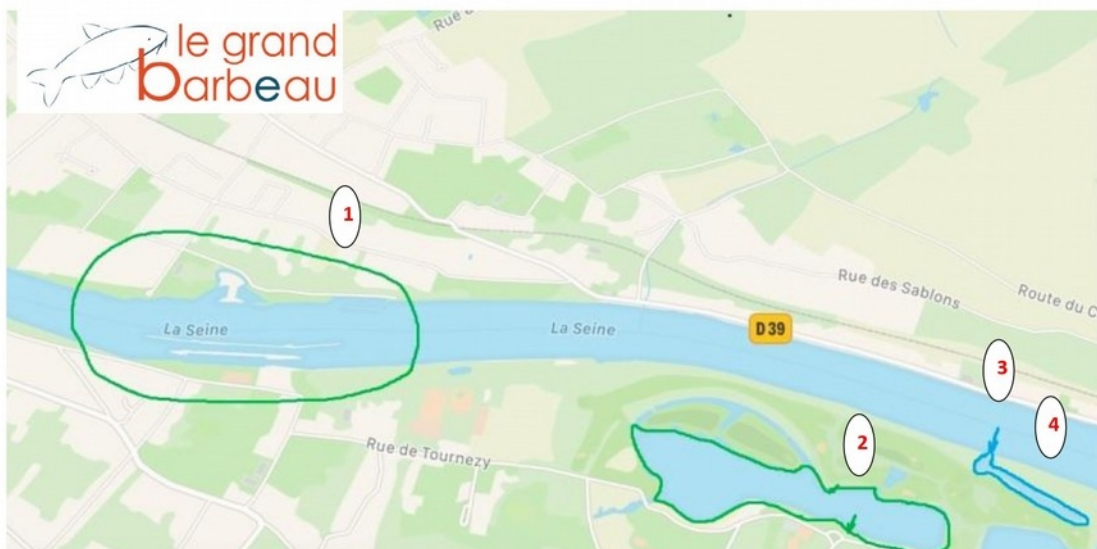 le grand
barbeau
Rue
1
La Seine
La Seine
Rue des Sablons
Route du C
D 39
3
4
2
Rue de Tournezy